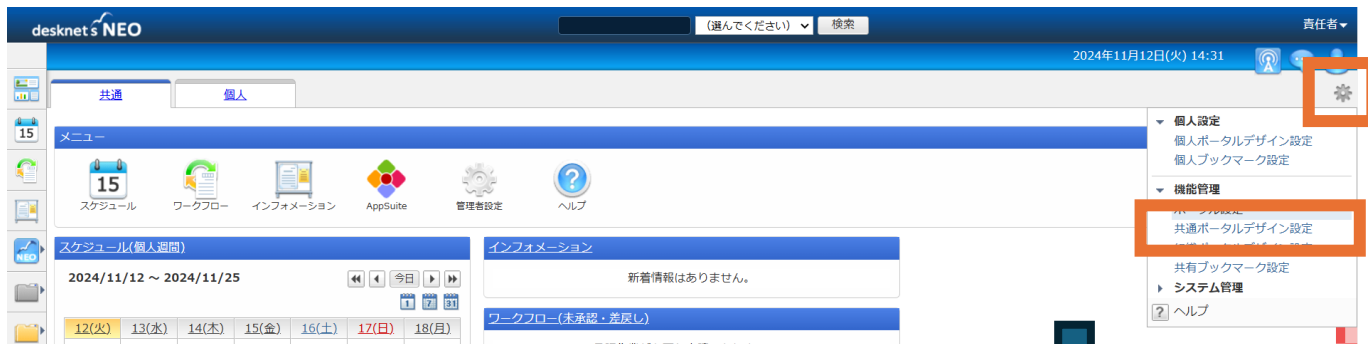 desknet's NEO
(選んでください) 検索
責任者
2024年11月12日(火) 14:31
共通 個人
メニュー
15
15
スケジュール ワークフロー インフォメーション AppSuite 管理者設定 ヘルプ
NEO
スケジュール(個人週間)
2024/11/12 ～ 2024/11/25
今日
1 7 31
12(火) 13(水) 14(木) 15(金) 16(土) 17(日) 18(月)
インフォメーション
新着情報はありません。
ワークフロー(未承認・差戻し)
個人設定
個人ポータルデザイン設定
個人ブックマーク設定
機能管理
共通ポータルデザイン設定
共有ブックマーク設定
システム管理
? ヘルプ